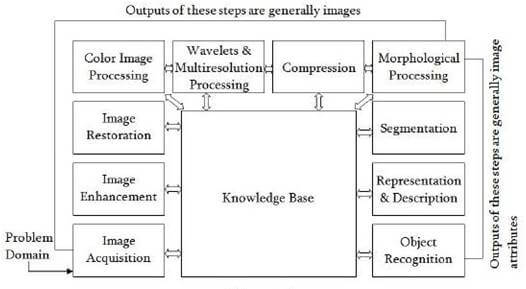 Outputs of these steps are generally images
Color Image
Processing
Wavelets &
Multiresolution
Processing
Compression
Morphological
Processing
Image
Restoration
Segmentation
Image
Enhancement
Knowledge Base
Representation
& Description
Problem
Domain
Image
Acquisition
Object
Recognition
Outputs of these steps are generally image
attributes